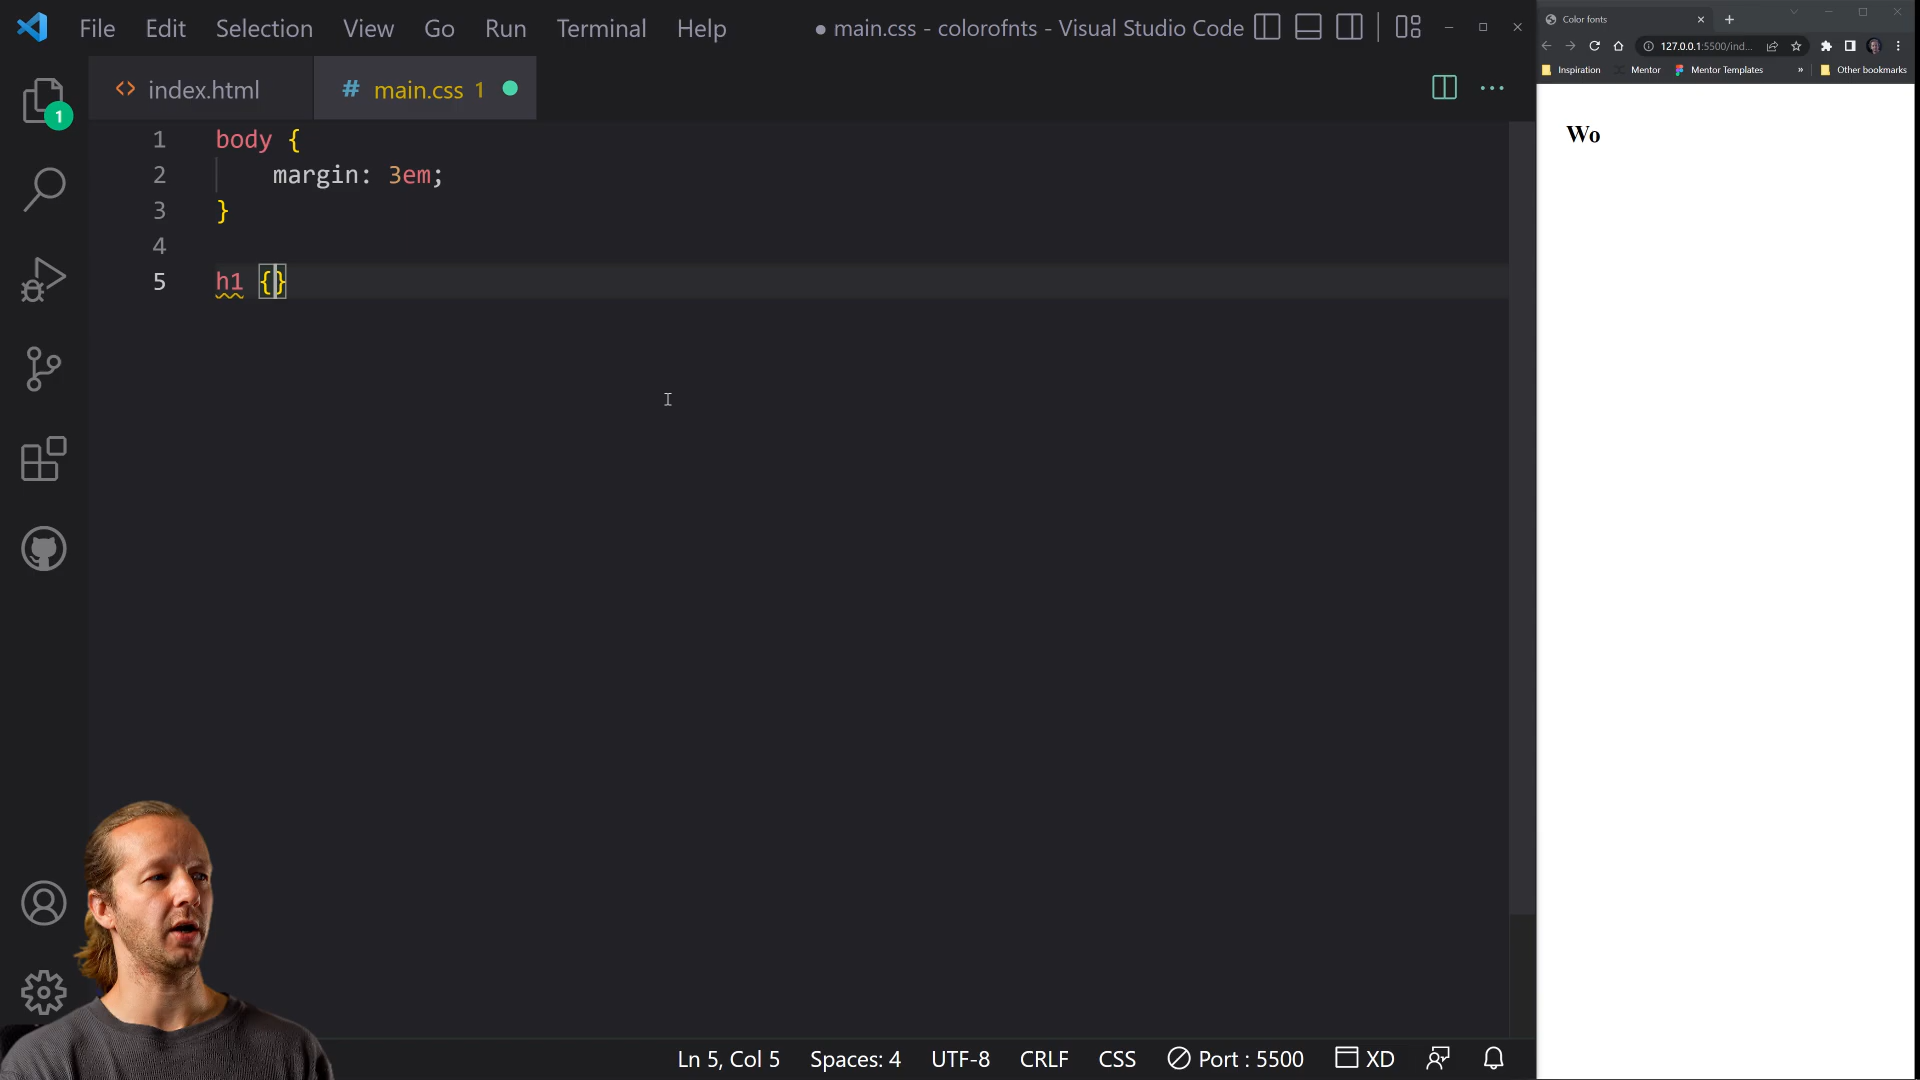 File Edit Selection View Go Run Terminal Help
● main.css - colorofnts - Visual Studio Code
index.html
# main.css 1
1
1 body {
2 margin: 3em;
3 }
4
5 h1 {}
Ln 5, Col 5 Spaces: 4 UTF-8 CRLF CSS Port : 5500 XD
Color fonts
127.0.0.1:5500/ind...
Inspiration Mentor Mentor Templates » Other bookmarks
Wo